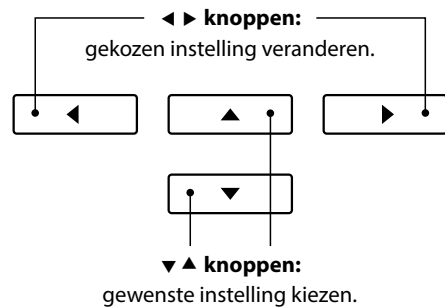 ◀ ▶ knoppen:
gekozen instelling veranderen.
◀ ▲ ▶
▼
▼ ▲ knoppen:
gewenste instelling kiezen.